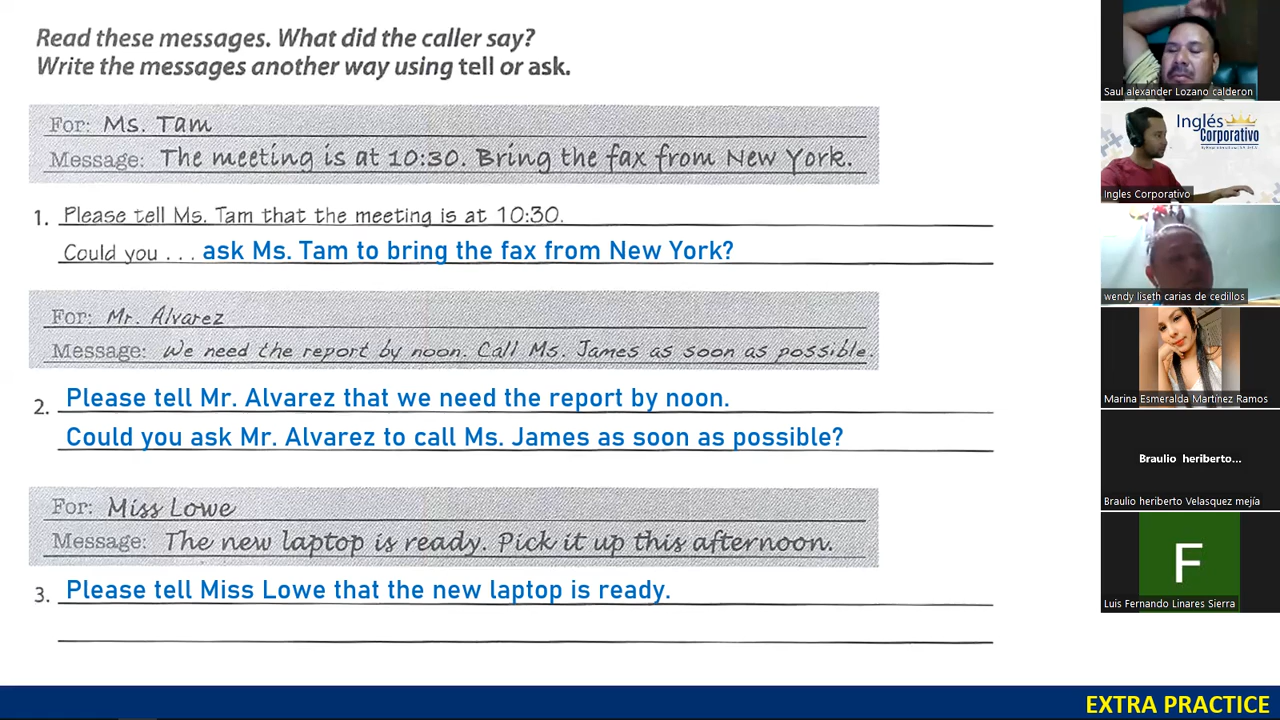 Read these messages. What did the caller say?
Write the messages another way using tell or ask.
For: Ms. Tam
Message: The meeting is at 10:30. Bring the fax from New York.
1. Please tell Ms. Tam that the meeting is at 10:30.
Could you . . . ask Ms. Tam to bring the fax from New York?
For: Mr. Alvarez
Message: We need the report by noon. Call Ms. James as soon as possible.
2. Please tell Mr. Alvarez that we need the report by noon.
Could you ask Mr. Alvarez to call Ms. James as soon as possible?
For: Miss Lowe
Message: The new laptop is ready. Pick it up this afternoon.
3. Please tell Miss Lowe that the new laptop is ready.
EXTRA PRACTICE
Saul alexander Lozano calderon
Inglés
Corporativo
Ingles Corporativo
wendy liseth carias de cedillos
Marina Esmeralda Martínez Ramos
Braulio heriberto...
Braulio heriberto Velasquez mejía
F
Luis Fernando Linares Sierra